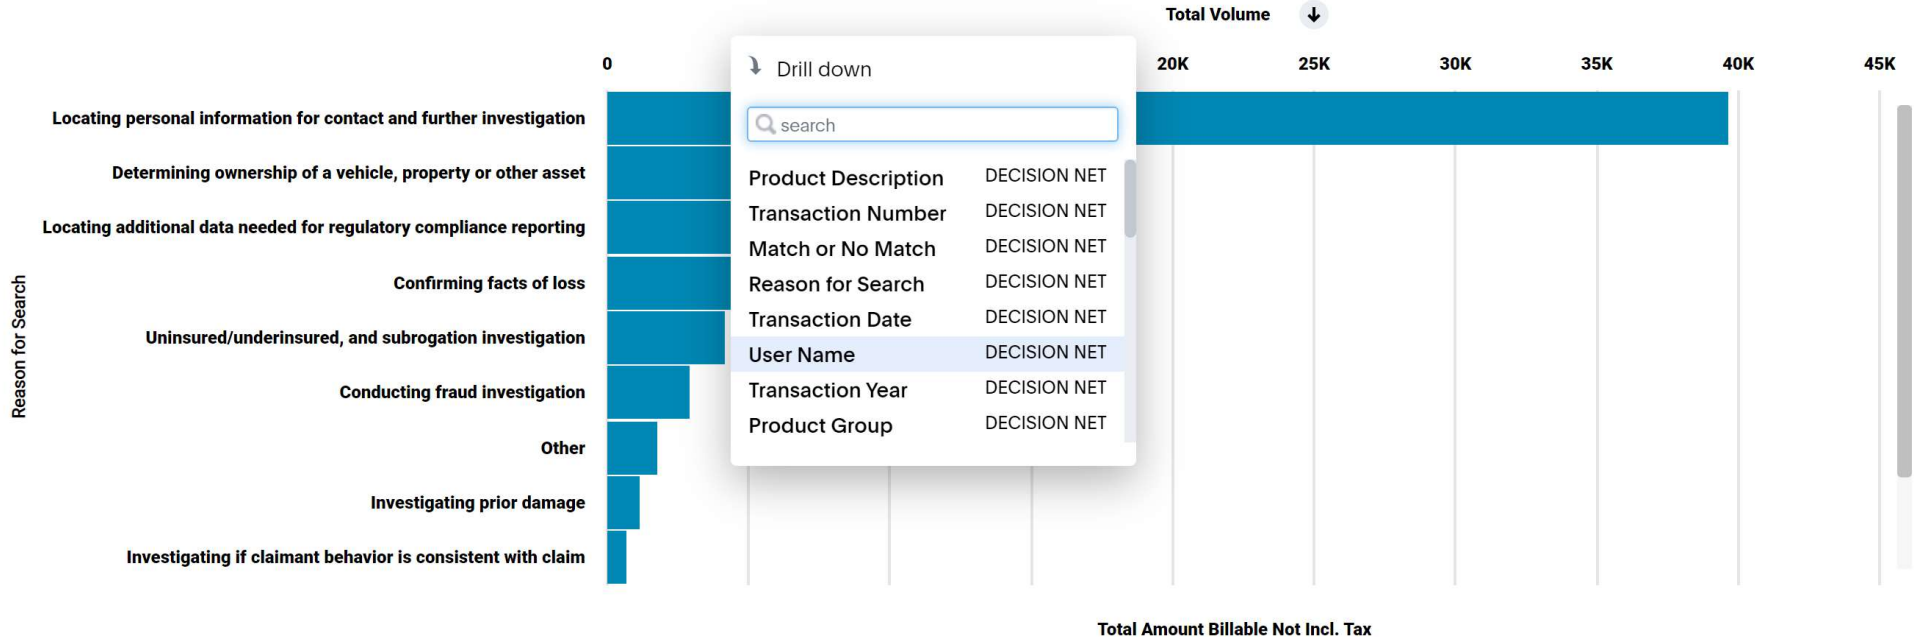 Total Volume
0
20K
25K
30K
35K
40K
45K
Drill down
search
Product Description DECISION NET
Transaction Number DECISION NET
Match or No Match DECISION NET
Reason for Search DECISION NET
Transaction Date DECISION NET
User Name DECISION NET
Transaction Year DECISION NET
Product Group DECISION NET
Reason for Search
Locating personal information for contact and further investigation
Determining ownership of a vehicle, property or other asset
Locating additional data needed for regulatory compliance reporting
Confirming facts of loss
Uninsured/underinsured, and subrogation investigation
Conducting fraud investigation
Other
Investigating prior damage
Investigating if claimant behavior is consistent with claim
Total Amount Billable Not Incl. Tax